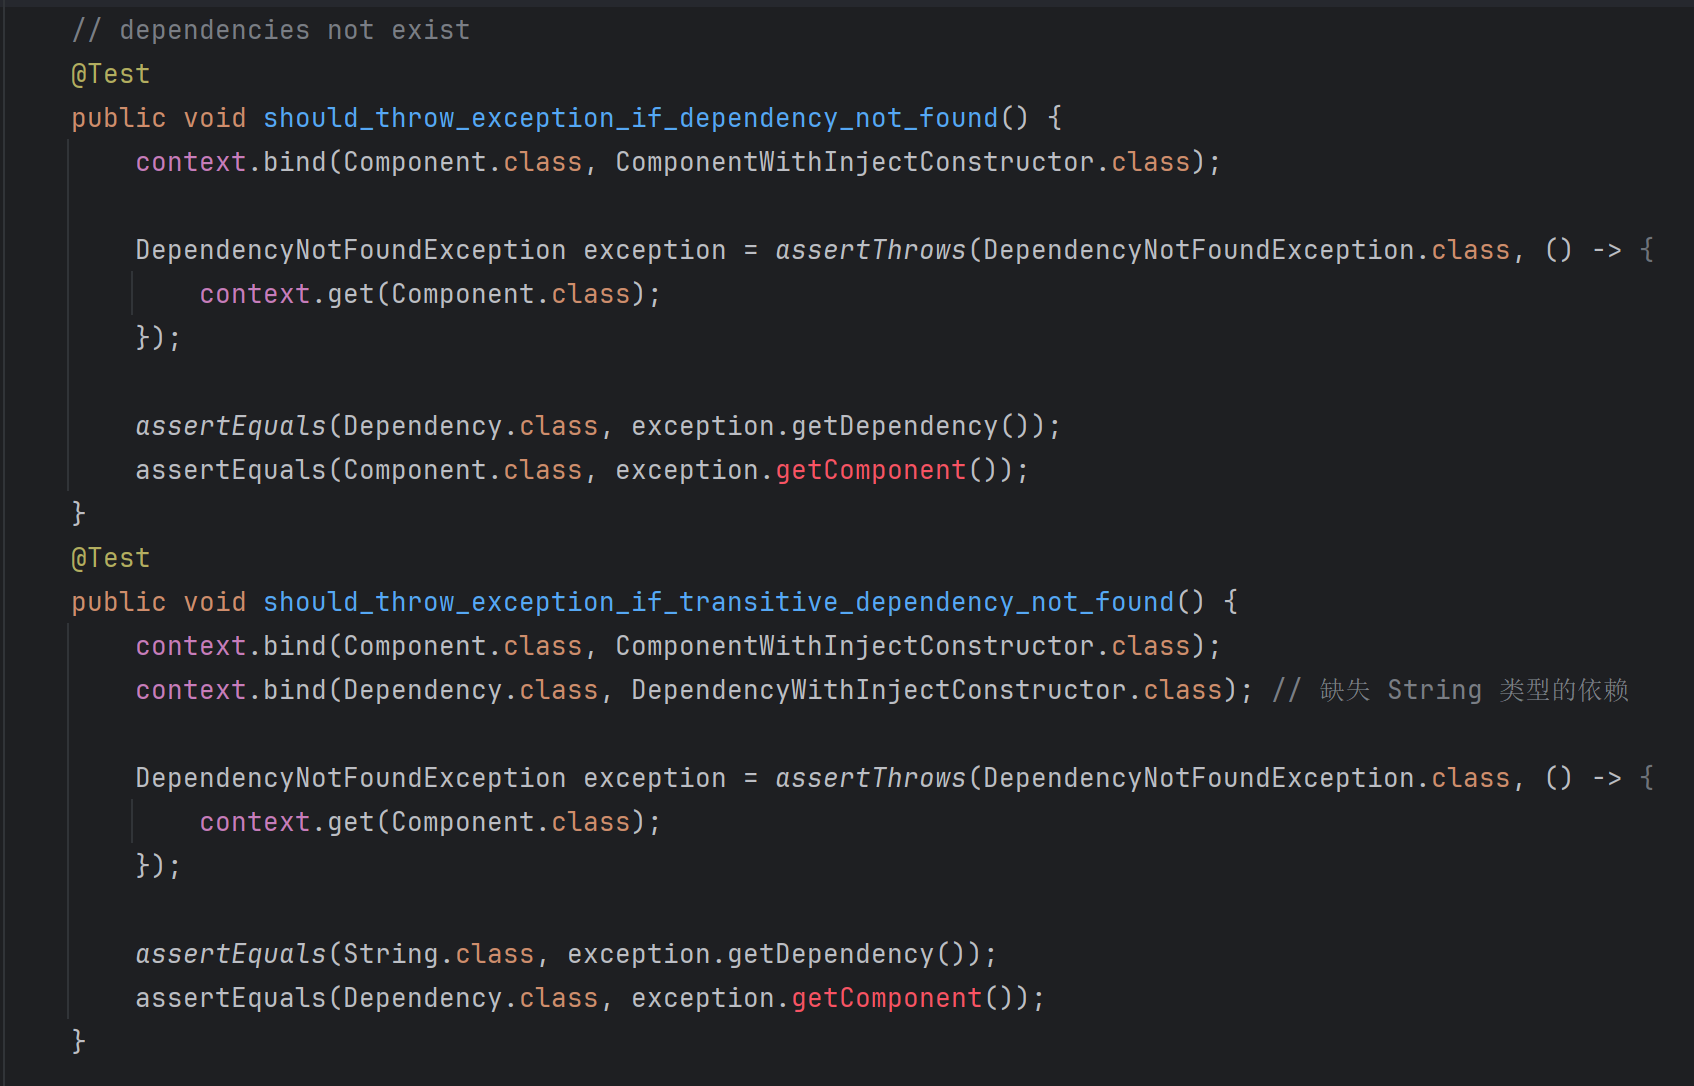 // dependencies not exist
@Test
public void should_throw_exception_if_dependency_not_found() {
context.bind(Component.class, ComponentWithInjectConstructor.class);
DependencyNotFoundException exception = assertThrows(DependencyNotFoundException.class, () -> {
context.get(Component.class);
});
assertEquals(Dependency.class, exception.getDependency());
assertEquals(Component.class, exception.getComponent());
}
@Test
public void should_throw_exception_if_transitive_dependency_not_found() {
context.bind(Component.class, ComponentWithInjectConstructor.class);
context.bind(Dependency.class, DependencyWithInjectConstructor.class); // 缺失 String 类型的依赖
DependencyNotFoundException exception = assertThrows(DependencyNotFoundException.class, () -> {
context.get(Component.class);
});
assertEquals(String.class, exception.getDependency());
assertEquals(Dependency.class, exception.getComponent());
}